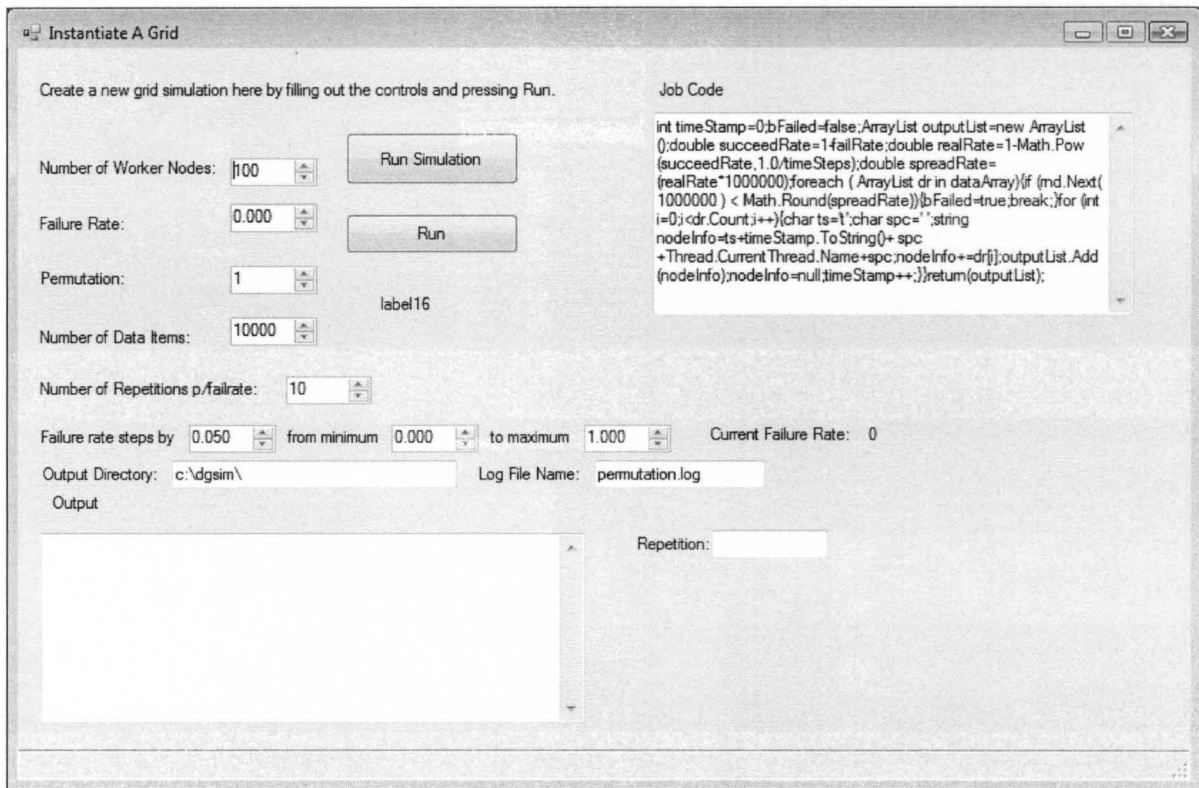 Instantiate A Grid
Create a new grid simulation here by filling out the controls and pressing Run.
Job Code
int timeStamp=0;bFailed=false;ArrayList outputList=new ArrayList
();double succeedRate=1-failRate;double realRate=1-Math.Pow
(succeedRate,1.0/timeSteps);double spreadRate=
(realRate*1000000);foreach ( ArrayList dr in dataArray){if (rnd.Next(
1000000 ) < Math.Round(spreadRate)){bFailed=true;break;}for (int
i=0;i<dr.Count;i++){char ts='t';char spc=' ';string
nodeInfo=ts+timeStamp.ToString()+ spc
+Thread.CurrentThread.Name+spc;nodeInfo+=dr[i];outputList.Add
(nodeInfo);nodeInfo=null;timeStamp++;}}return(outputList);
Number of Worker Nodes: 100
Run Simulation
Failure Rate: 0.000
Run
Permutation: 1
label16
Number of Data Items: 10000
Number of Repetitions p/failrate: 10
Failure rate steps by 0.050 from minimum 0.000 to maximum 1.000 Current Failure Rate: 0
Output Directory: c:\dgsim\ Log File Name: permutation.log
Output
Repetition: